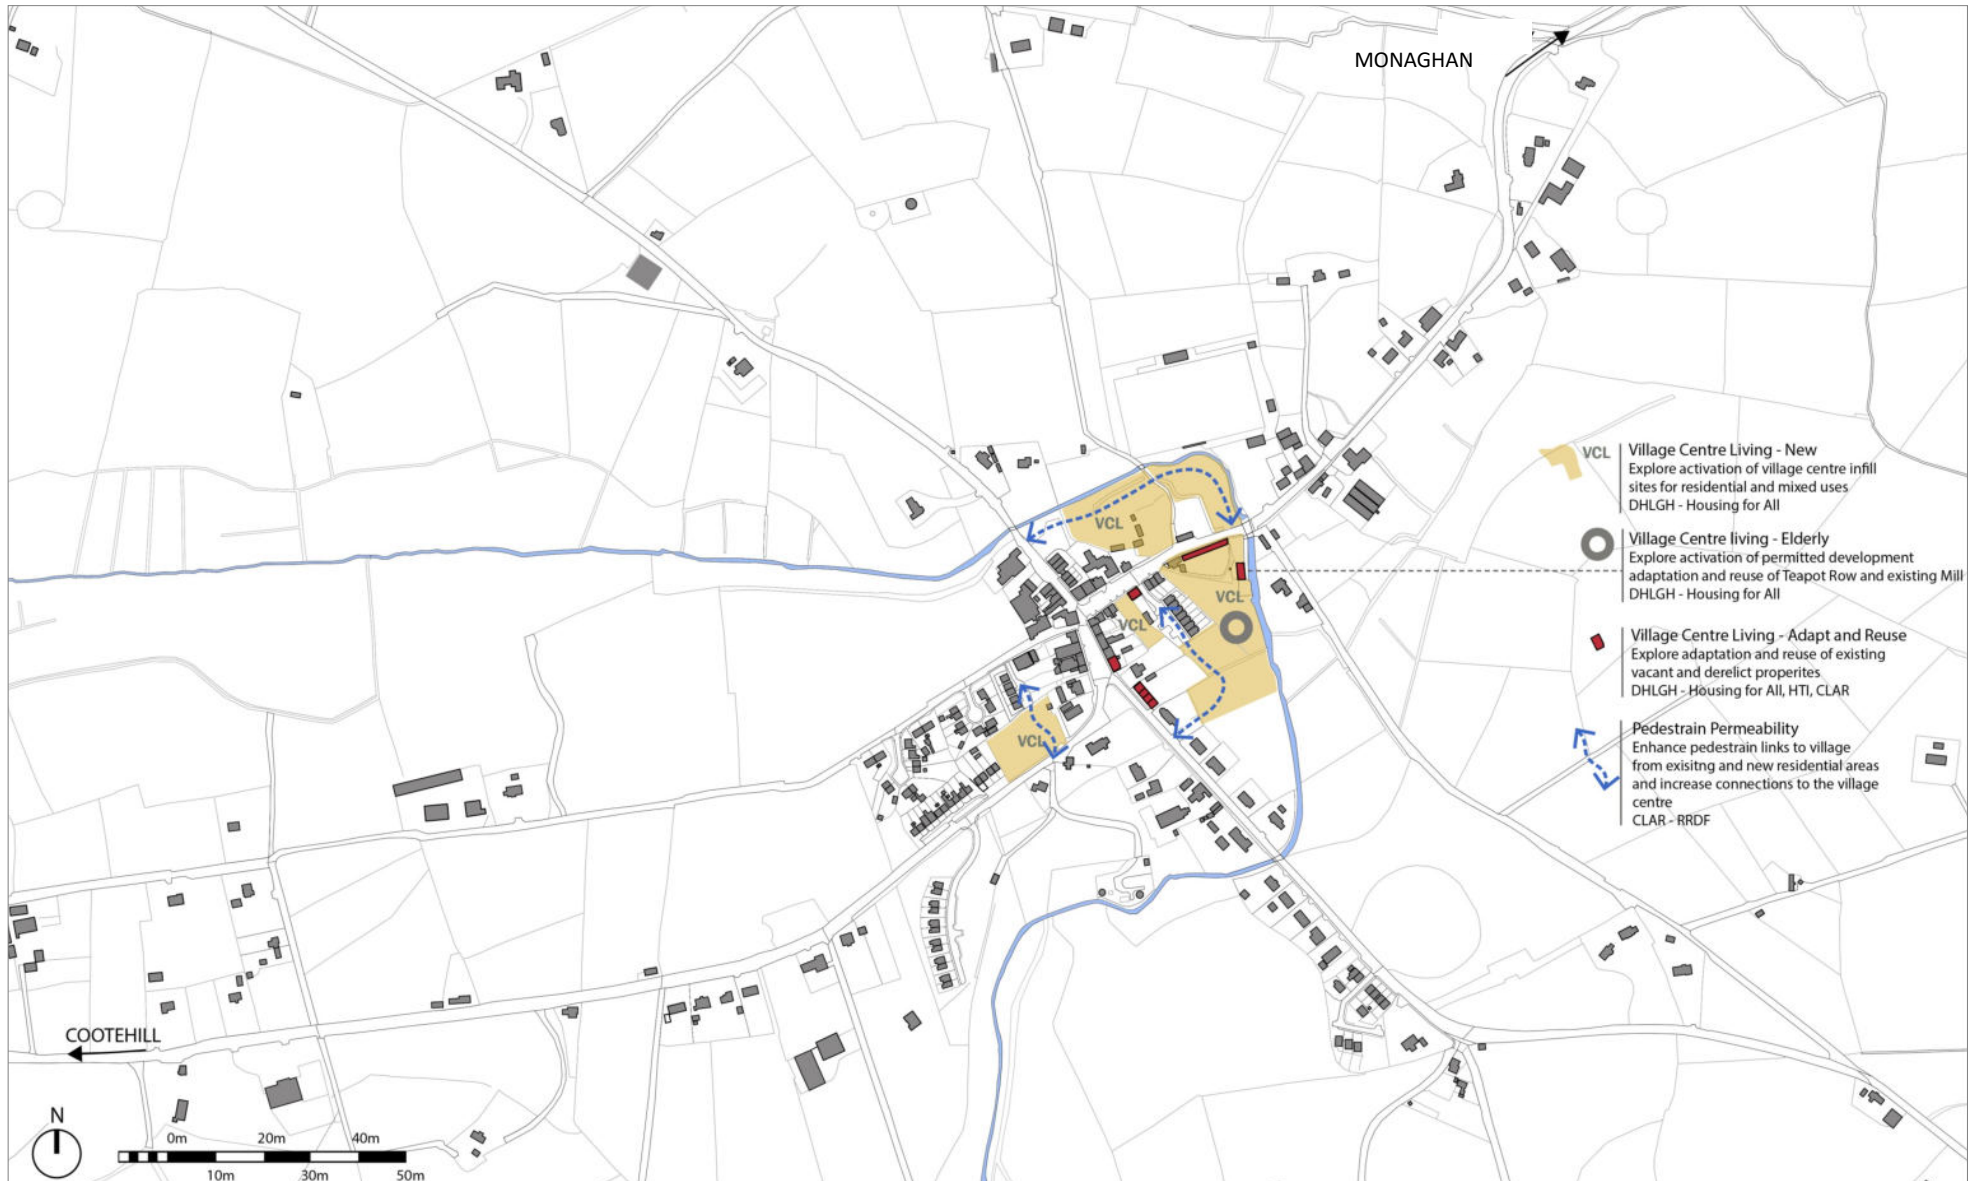 MONAGHAN
VCL
Village Centre Living - New
Explore activation of village centre infill
sites for residential and mixed uses
DHLGH - Housing for All
Village Centre living - Elderly
Explore activation of permitted development
adaptation and reuse of Teapot Row and existing Mill
DHLGH - Housing for All
Village Centre Living - Adapt and Reuse
Explore adaptation and reuse of existing
vacant and derelict properites
DHLGH - Housing for All, HTI, CLAR
Pedestrain Permeability
Enhance pedestrain links to village
from exisitng and new residential areas
and increase connections to the village
centre
CLAR - RRDF
VCL
VCL
VCL
VCL
COOTEHILL
N
0m 20m 40m
10m 30m 50m